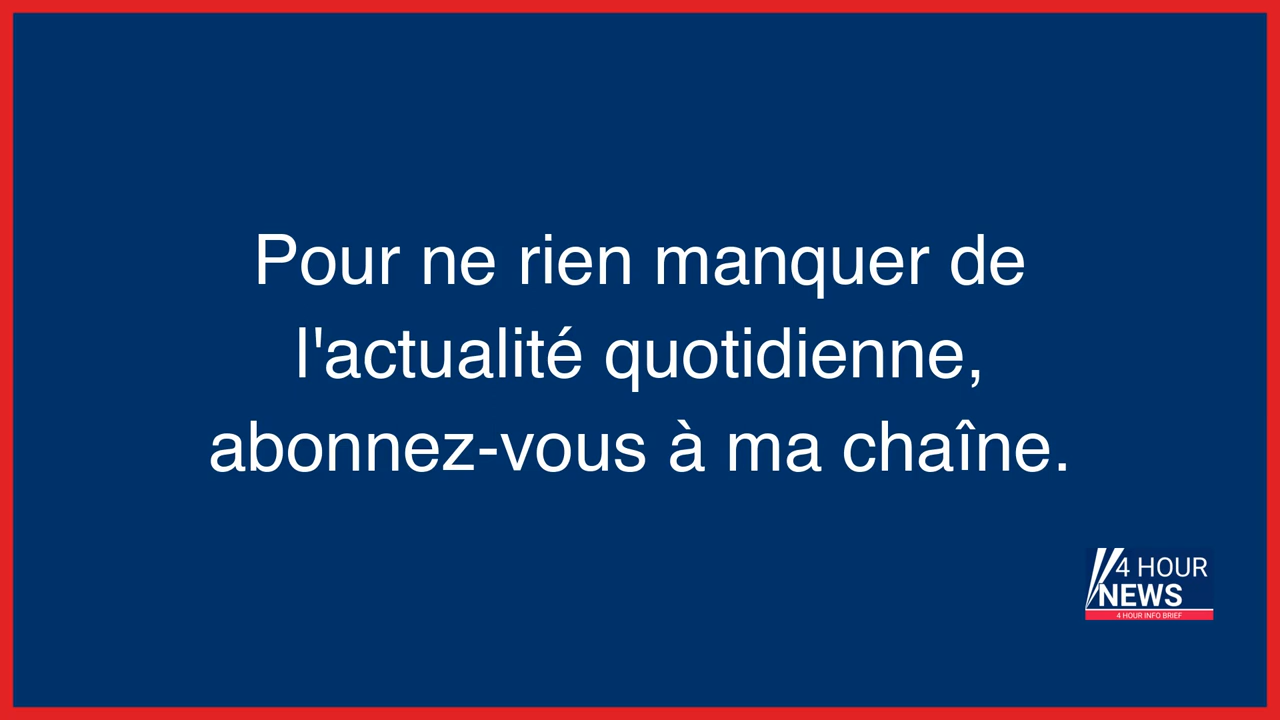 Pour ne rien manquer de
l'actualité quotidienne,
abonnez-vous à ma chaîne.
4 HOUR
NEWS
4 HOUR INFO BRIEF